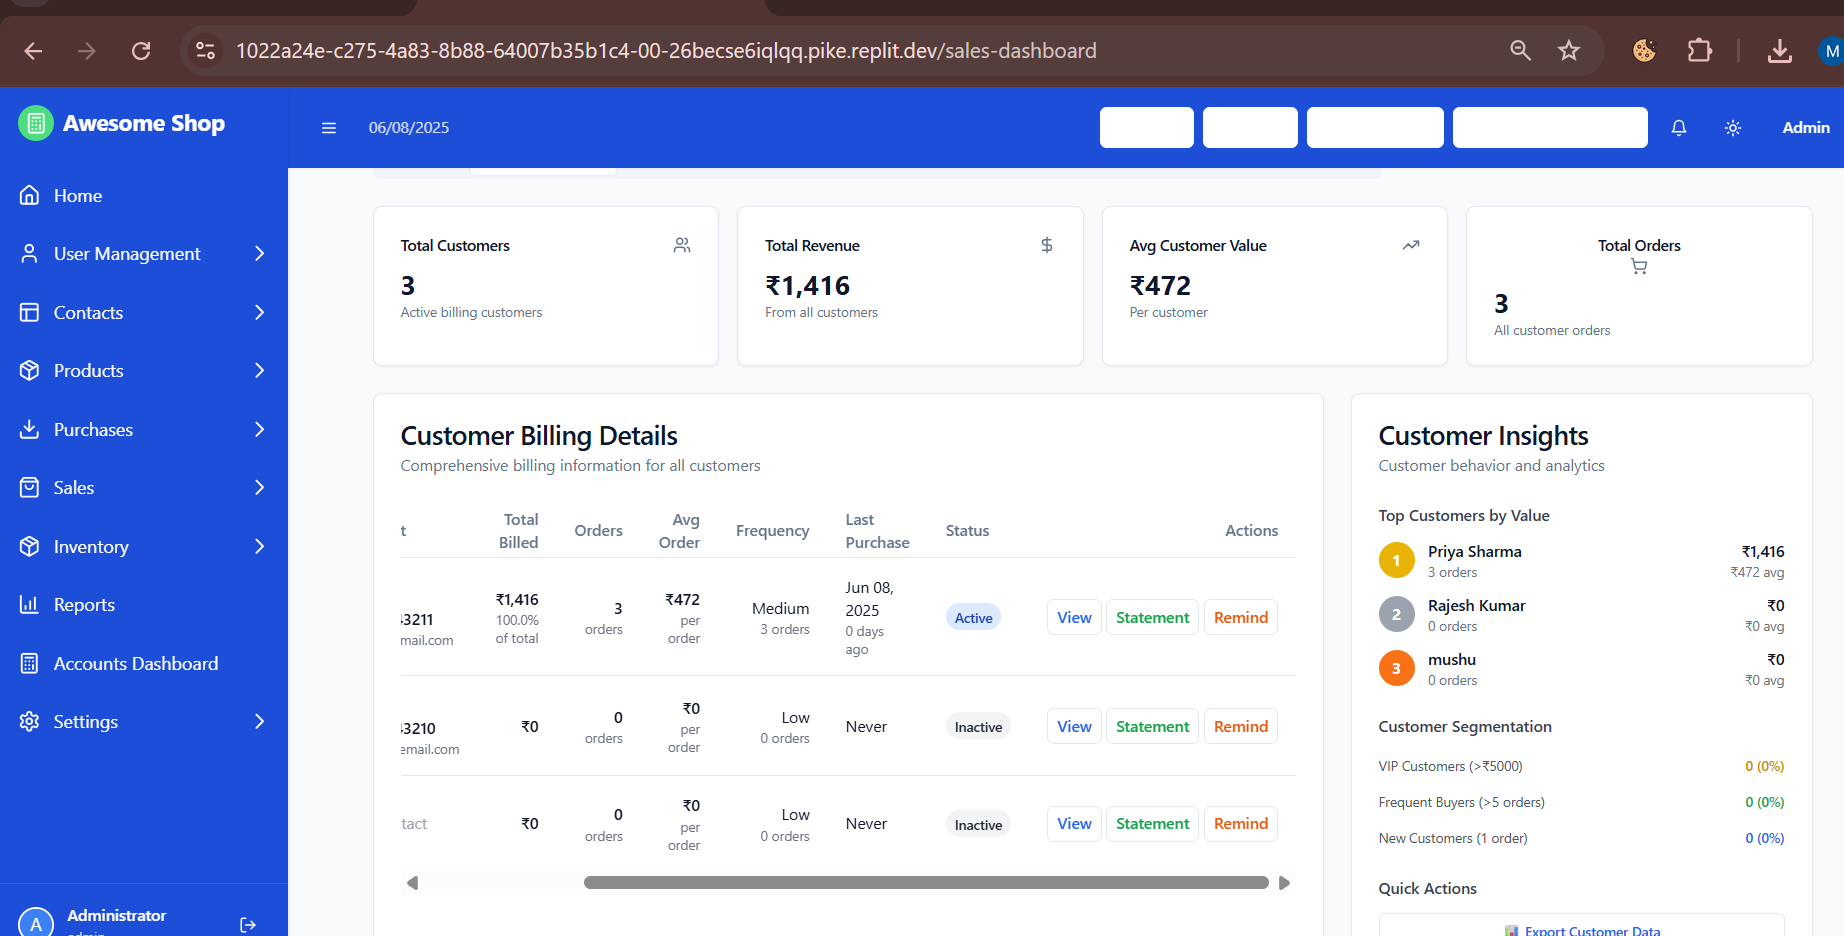 1022a24e-c275-4a83-8b88-64007b35b1c4-00-26becse6iqlqq.pike.replit.dev/sales-dashboard
M
Awesome Shop
06/08/2025
Admin
Home
User Management
Contacts
Products
Purchases
Sales
Inventory
Reports
Accounts Dashboard
Settings
A
Administrator
admin
Total Customers
3
Active billing customers
Total Revenue
₹1,416
From all customers
Avg Customer Value
₹472
Per customer
Total Orders
3
All customer orders
Customer Billing Details
Comprehensive billing information for all customers
t Total Billed Orders Avg Order Frequency Last Purchase Status Actions
43211
mail.com
₹1,416
100.0%
of total
3
orders
₹472
per
order
Medium
3 orders
Jun 08,
2025
0 days
ago
Active
View Statement Remind
43210
email.com
₹0
0
orders
₹0
per
order
Low
0 orders
Never
Inactive
View Statement Remind
tact
₹0
0
orders
₹0
per
order
Low
0 orders
Never
Inactive
View Statement Remind
Customer Insights
Customer behavior and analytics
Top Customers by Value
1 Priya Sharma ₹1,416
3 orders ₹472 avg
2 Rajesh Kumar ₹0
0 orders ₹0 avg
3 mushu ₹0
0 orders ₹0 avg
Customer Segmentation
VIP Customers (>₹5000) 0 (0%)
Frequent Buyers (>5 orders) 0 (0%)
New Customers (1 order) 0 (0%)
Quick Actions
Export Customer Data